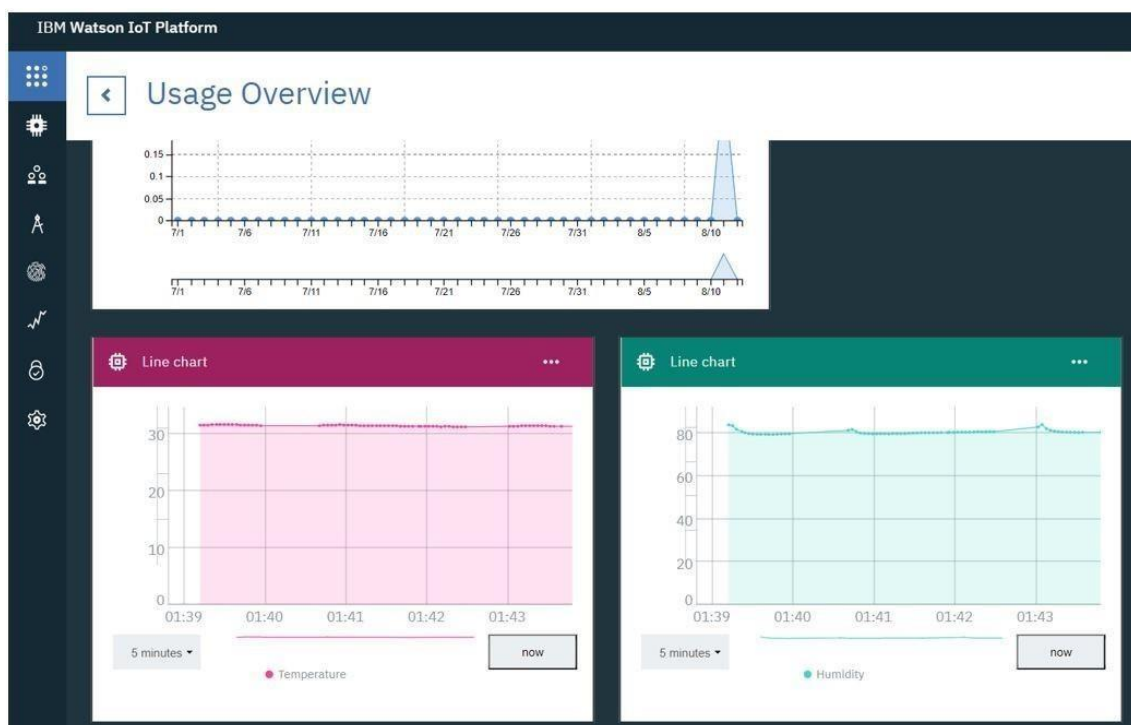 IBM Watson IoT Platform
Usage Overview
0.15
0.1
0.05
0
7/1 7/6 7/11 7/16 7/21 7/26 7/31 8/5 8/10
7/1 7/6 7/11 7/16 7/21 7/26 7/31 8/5 8/10
Line chart
30
20
10
0
01:39 01:40 01:41 01:42 01:43
5 minutes
now
Temperature
Line chart
80
60
40
20
0
01:39 01:40 01:41 01:42 01:43
5 minutes
now
Humidity